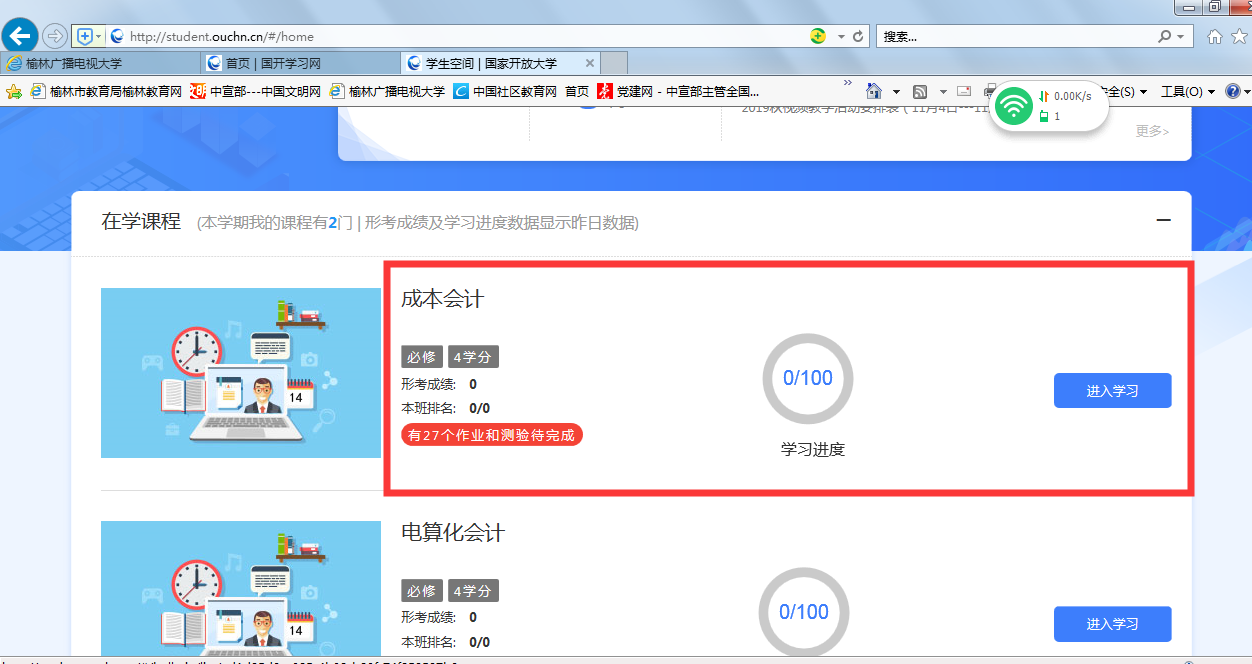 http://student.ouchn.cn/#/home
搜索...
榆林广播电视大学
首页 | 国开学习网
学生空间 | 国家开放大学
榆林市教育局榆林教育网 中宣部---中国文明网 榆林广播电视大学 中国社区教育网 首页 党建网 - 中宣部主管全国...
全(S) 工具(O)
0.00K/s
1
更多>
在学课程 (本学期我的课程有2门 | 形考成绩及学习进度数据显示昨日数据)
成本会计
必修 4学分
形考成绩: 0
本班排名: 0/0
有27个作业和测验待完成
0/100
学习进度
进入学习
14
电算化会计
必修 4学分
形考成绩: 0
本班排名: 0/0
0/100
进入学习
14